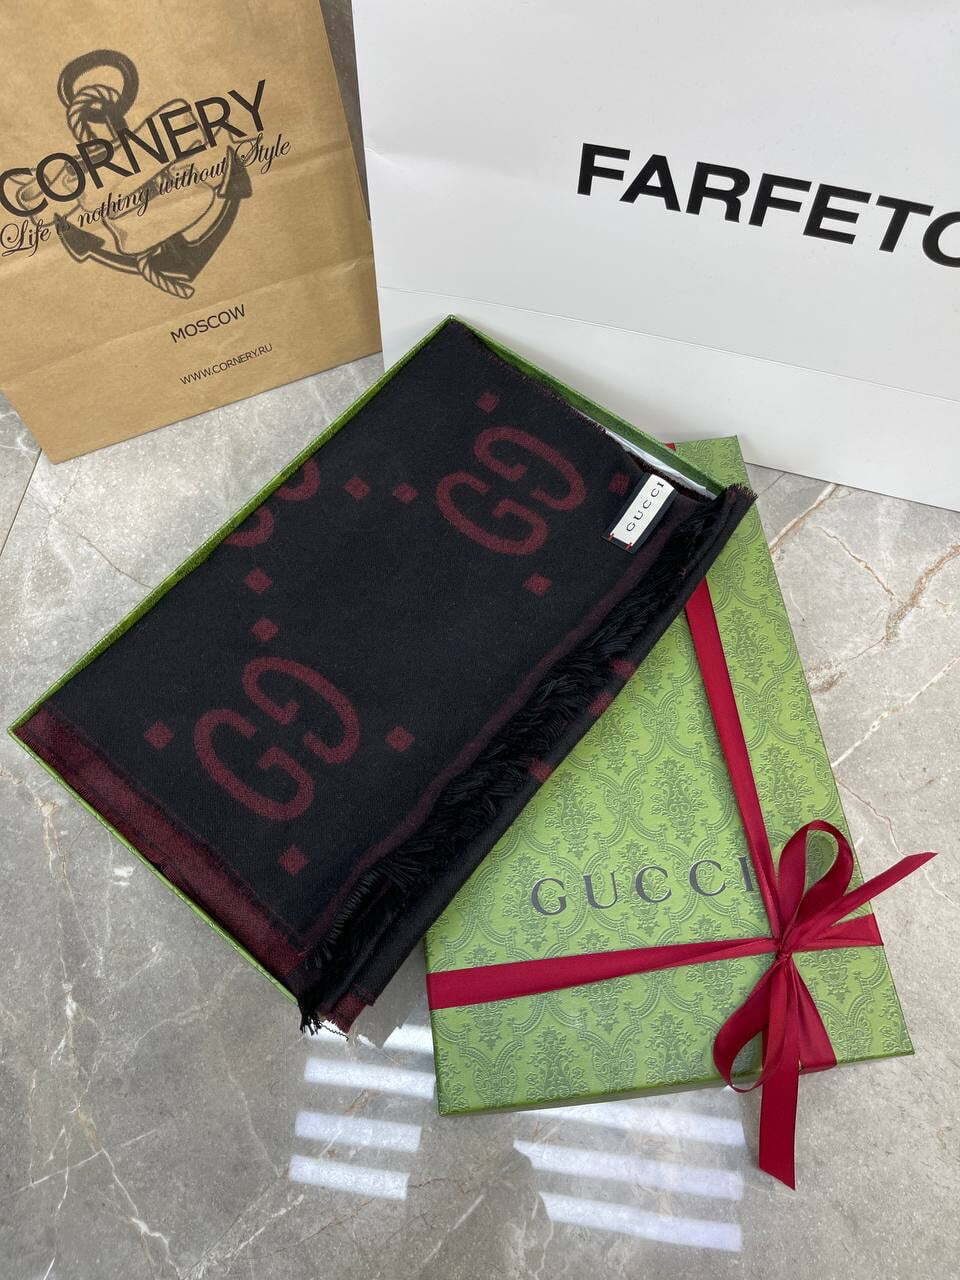 CORNERY
Life is nothing without Style
MOSCOW
WWW.CORNERY.RU
FARFETC
GUCCI
GUCCI